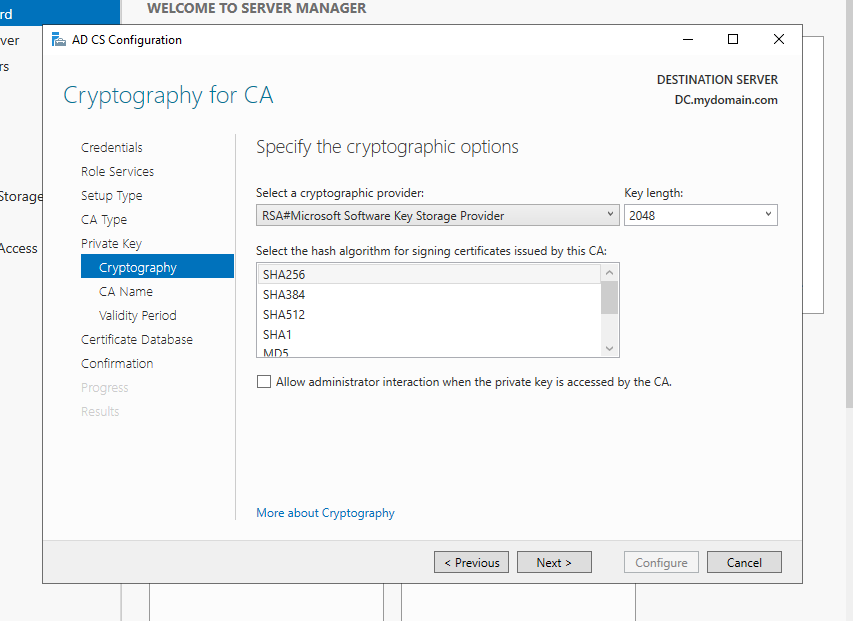 rd
WELCOME TO SERVER MANAGER
ver
rs
Storage
Access
AD CS Configuration
Cryptography for CA
DESTINATION SERVER
DC.mydomain.com
Credentials
Role Services
Setup Type
CA Type
Private Key
Cryptography
CA Name
Validity Period
Certificate Database
Confirmation
Progress
Results
Specify the cryptographic options
Select a cryptographic provider:
Key length:
RSA#Microsoft Software Key Storage Provider
2048
Select the hash algorithm for signing certificates issued by this CA:
SHA256
SHA384
SHA512
SHA1
MD5
Allow administrator interaction when the private key is accessed by the CA.
More about Cryptography
< Previous
Next >
Configure
Cancel